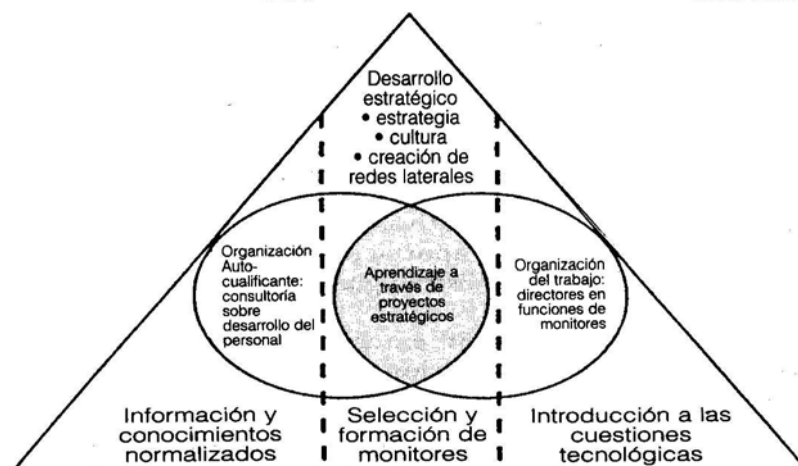 Desarrollo
estratégico
• estrategia
• cultura
• creación de
redes laterales
Organización
Auto-
cualificante:
consultoría
sobre
desarrollo del
personal
Aprendizaje a
través de
proyectos
estratégicos
Organización
del trabajo:
directores en
funciones de
monitores
Información y
conocimientos
normalizados
Selección y
formación de
monitores
Introducción a las
cuestiones
tecnológicas